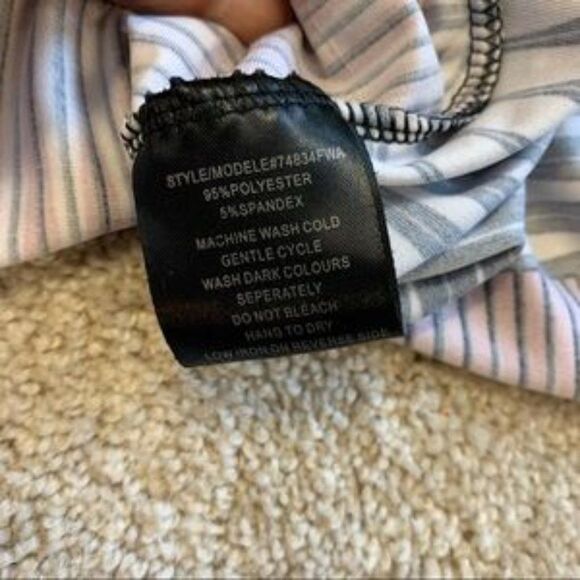 STYLE/MODELE#74834FWA
95%POLYESTER
5%SPANDEX
MACHINE WASH COLD
GENTLE CYCLE
WASH DARK COLOURS
SEPERATELY
DO NOT BLEACH
HANG TO DRY
LOW IRON ON REVERSE SIDE